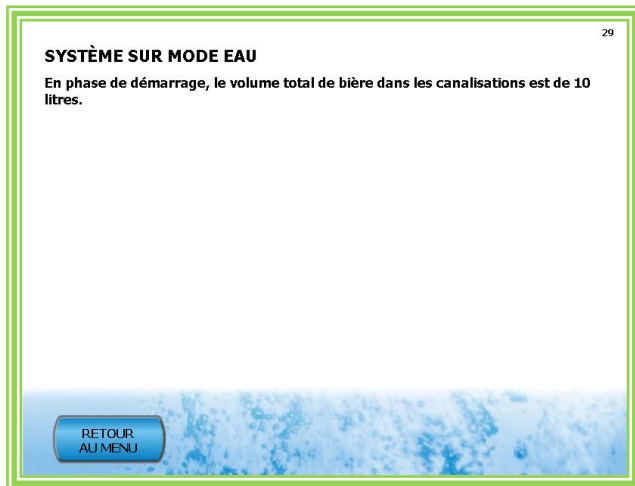 29
SYSTÈME SUR MODE EAU
En phase de démarrage, le volume total de bière dans les canalisations est de 10
litres.
RETOUR
AU MENU